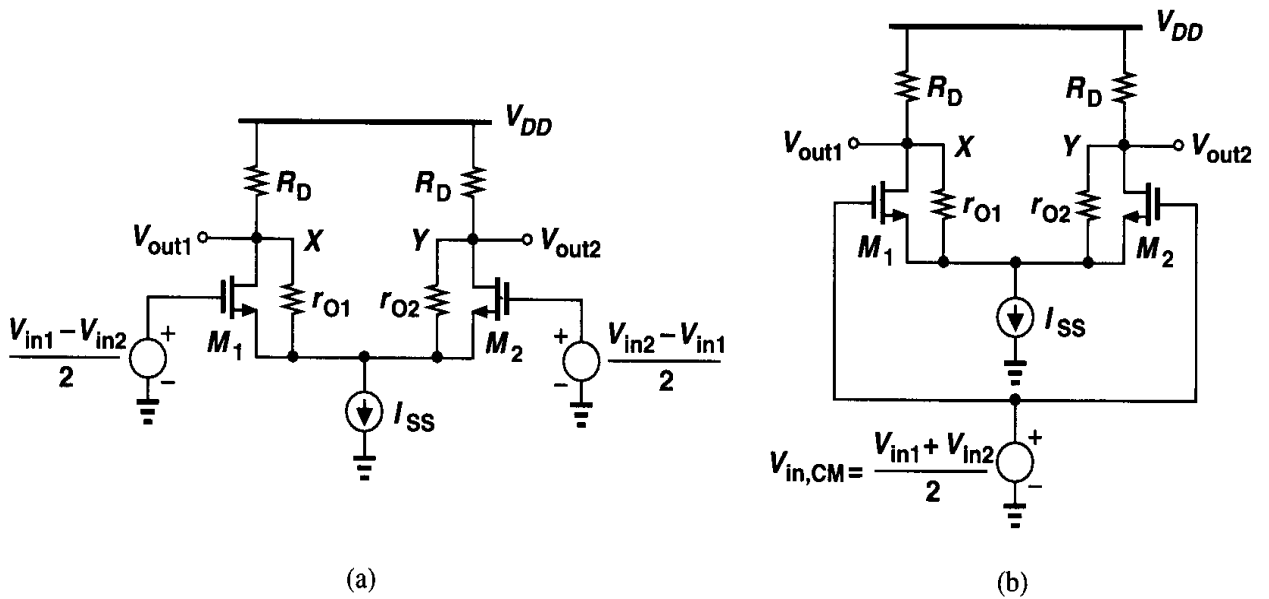 V_DD
R_D R_D
V_out1 X Y V_out2
r_O1 r_O2
M_1 M_2
V_in1 − V_in2
2
+
−
+
−
V_in2 − V_in1
2
I_SS
(a)
V_DD
R_D R_D
V_out1 X Y V_out2
r_O1 r_O2
M_1 M_2
I_SS
V_in,CM = V_in1 + V_in2
2
+
−
(b)